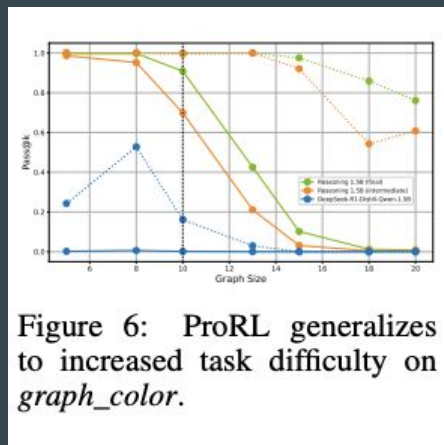 1.0
0.8
0.6
0.4
0.2
0.0
Pass@k
Reasoning 1.5B (final)
Reasoning 1.5B (intermediate)
DeepSeek-R1-Distill-Qwen-1.5B
6 8 10 12 14 16 18 20
Graph Size
Figure 6: ProRL generalizes
to increased task difficulty on
graph_color.